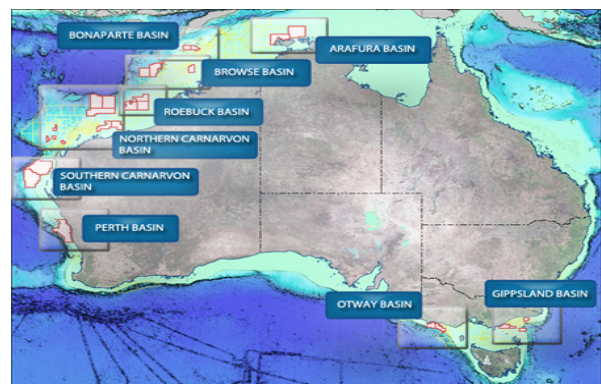 BONAPARTE BASIN
ARAFURA BASIN
BROWSE BASIN
ROEBUCK BASIN
NORTHERN CARNARVON
BASIN
SOUTHERN CARNARVON
BASIN
PERTH BASIN
OTWAY BASIN
GIPPSLAND BASIN